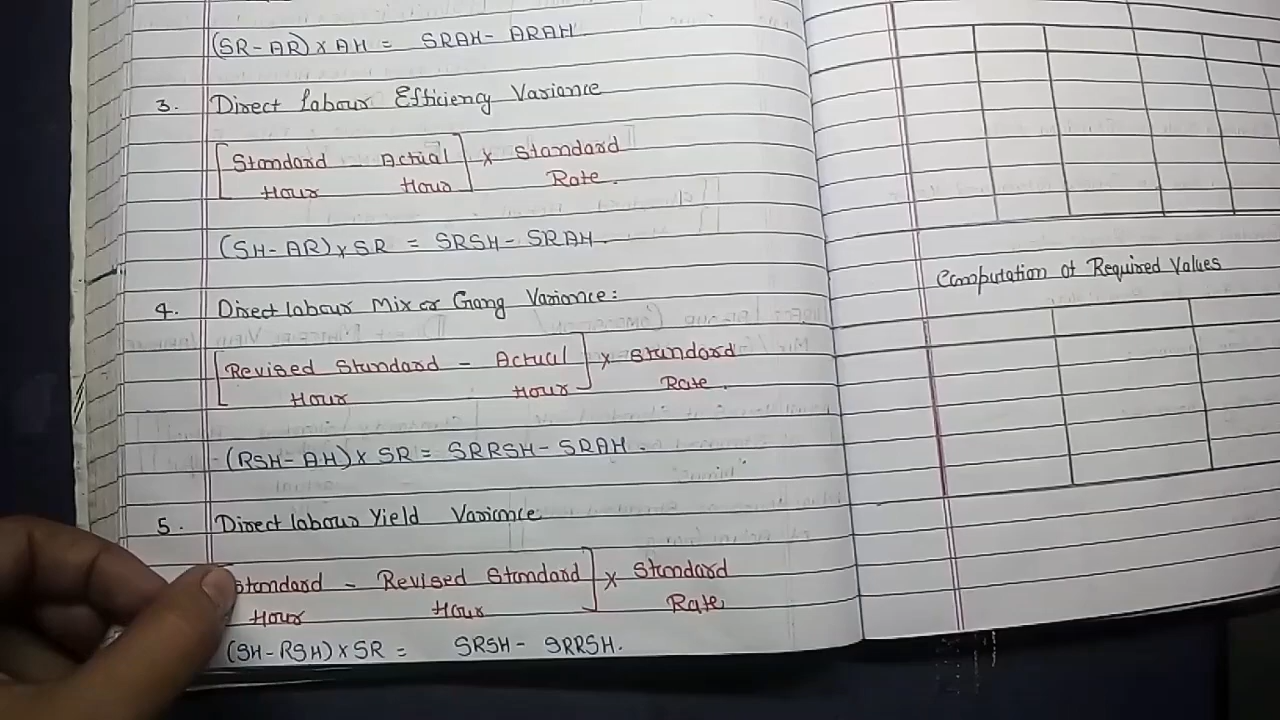 (SR-AR)×AH = SRAH- ARAH
3. Direct labour Efficiency Variance
[Standard Actual] × Standard
Hour Hour Rate.
(SH-AR)×SR = SRSH- SRAH.
4. Direct labour Mix or Gang Variance:
[Revised Standard - Actual] × Standard
Hour Hour Rate.
(RSH-AH)× SR = SRRSH- SRAH.
5. Direct labour Yield Variance
Standard - Revised Standard] × Standard
Hour Hour Rate
(SH-RSH)×SR = SRSH- SRRSH.
Computation of Required Values